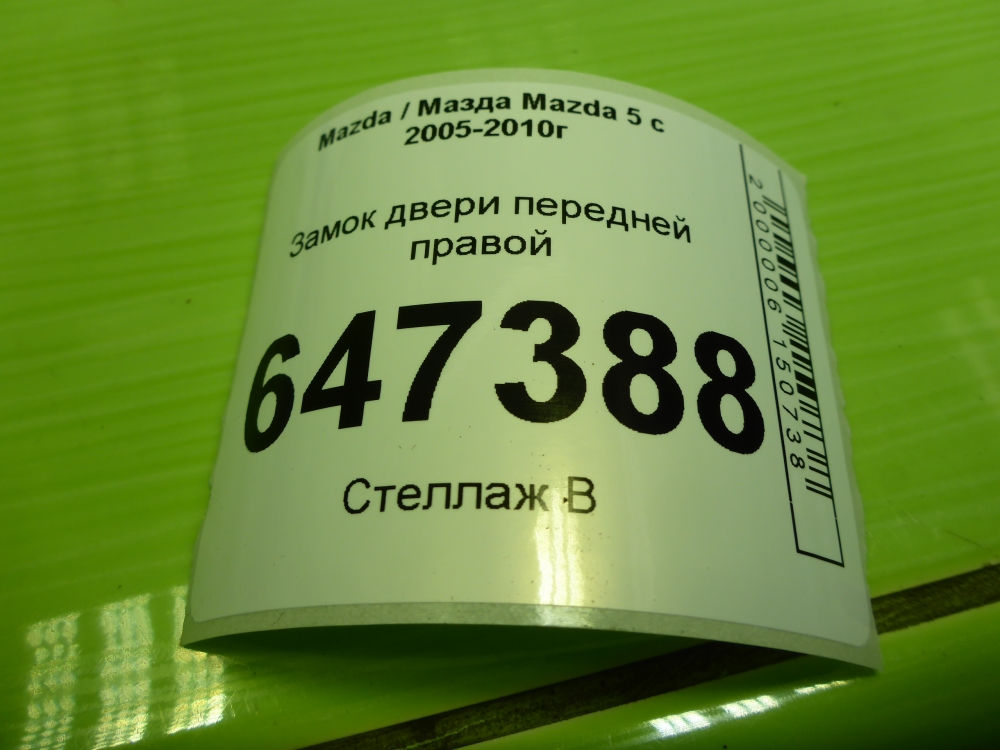 Mazda / Мазда Mazda 5 с
2005-2010г
Замок двери передней
правой
647388
Стеллаж B
2000006150738